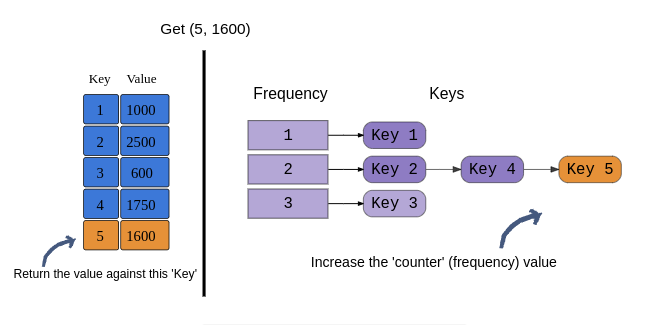 Get (5, 1600)
Key Value
1 1000
2 2500
3 600
4 1750
5 1600
Return the value against this 'Key'
Frequency Keys
1 Key 1
2 Key 2 Key 4 Key 5
3 Key 3
Increase the 'counter' (frequency) value